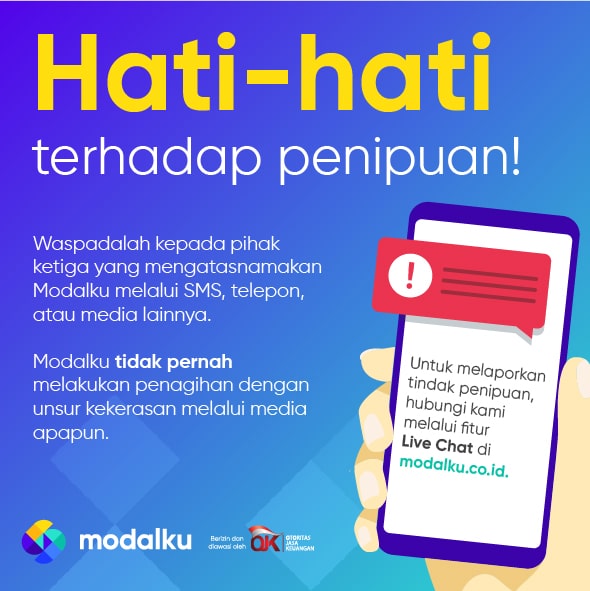 Hati-hati
terhadap penipuan!
Waspadalah kepada pihak
ketiga yang mengatasnamakan
Modalku melalui SMS, telepon,
atau media lainnya.
Modalku tidak pernah
melakukan penagihan dengan
unsur kekerasan melalui media
apapun.
!
Untuk melaporkan
tindak penipuan,
hubungi kami
melalui fitur
Live Chat di
modalku.co.id.
modalku
Berizin dan
diawasi oleh
OJK
OTORITAS
JASA
KEUANGAN